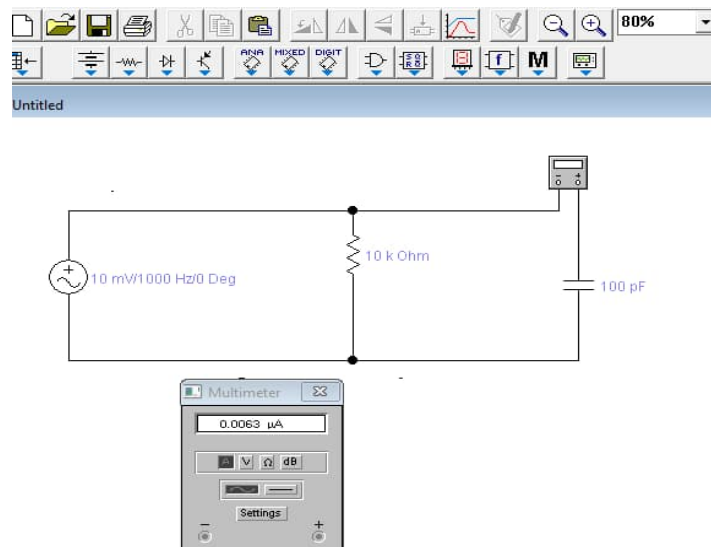 80%
ANA MIXED DIGIT
M
Untitled
10 k Ohm
10 mV/1000 Hz/0 Deg
100 pF
Multimeter
0.0063 µA
A V Ω dB
Settings